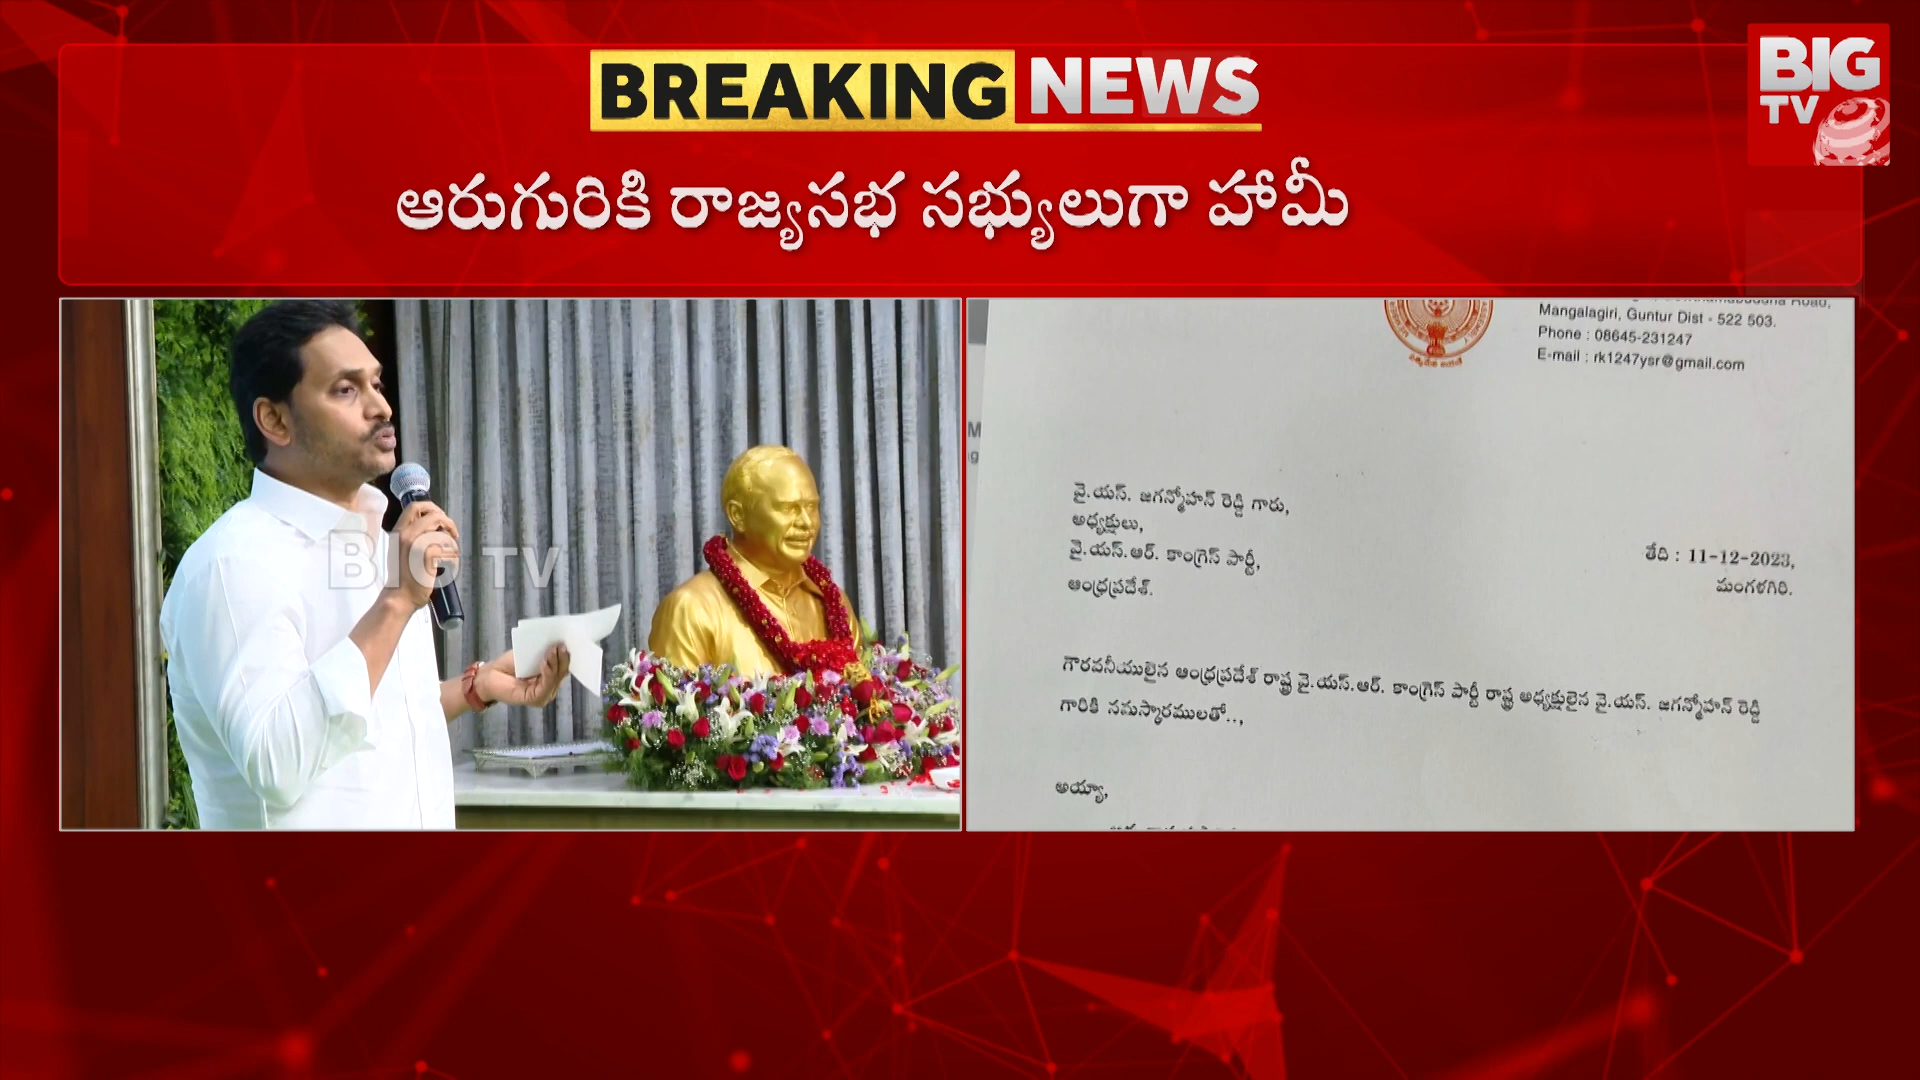 BREAKING NEWS
BIG
TV
ఆరుగురికి రాజ్యసభ సభ్యులుగా హామీ
BIG TV
Road,
Mangalagiri, Guntur Dist - 522 503.
Phone : 08645-231247
E-mail : rk1247ysr@gmail.com
వై.యస్. జగన్మోహన్ రెడ్డి గారు,
అధ్యక్షులు,
వై.యస్.ఆర్. కాంగ్రెస్ పార్టీ,
ఆంధ్రప్రదేశ్.
తేది : 11-12-2023,
మంగళగిరి.
గౌరవనీయులైన ఆంధ్రప్రదేశ్ రాష్ట్ర వై.యస్.ఆర్. కాంగ్రెస్ పార్టీ రాష్ట్ర అధ్యక్షులైన వై.యస్. జగన్మోహన్ రెడ్డి
గారికి నమస్కారములతో..,
అయ్యా,